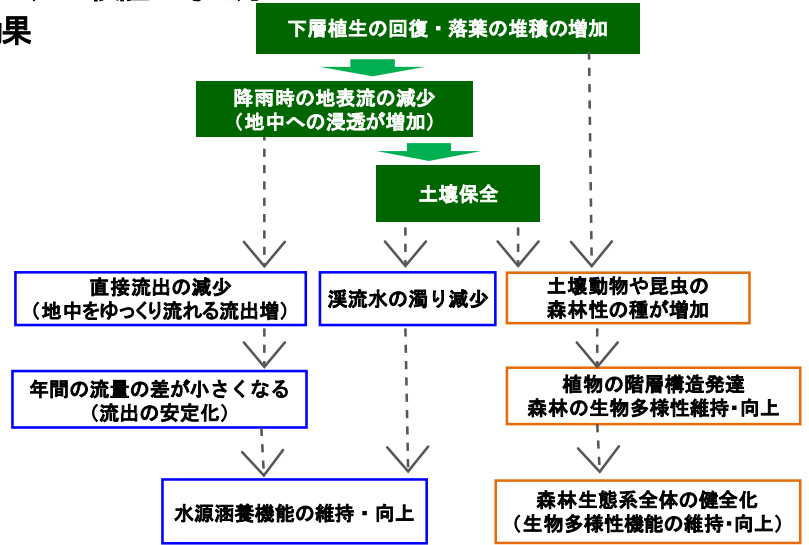 果
下層植生の回復・落葉の堆積の増加
降雨時の地表流の減少
（地中への浸透が増加）
土壌保全
直接流出の減少
（地中をゆっくり流れる流出増）
渓流水の濁り減少
土壌動物や昆虫の
森林性の種が増加
年間の流量の差が小さくなる
（流出の安定化）
植物の階層構造発達
森林の生物多様性維持・向上
水源涵養機能の維持・向上
森林生態系全体の健全化
（生物多様性機能の維持・向上）